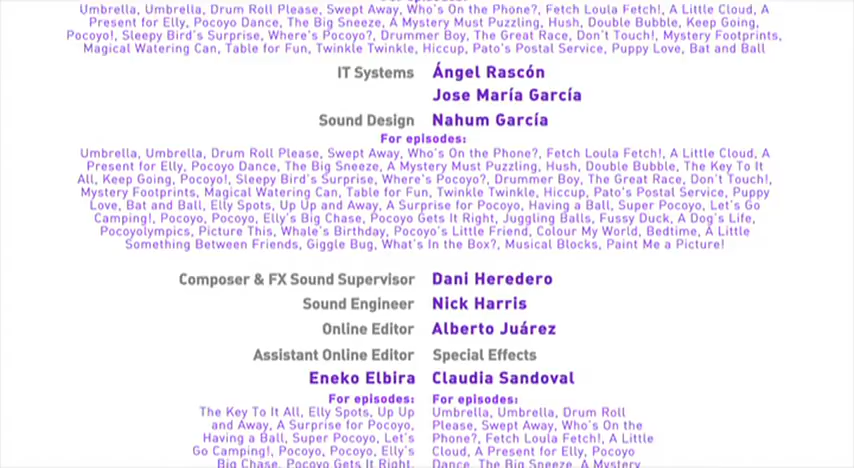 For episodes:
Umbrella, Umbrella, Drum Roll Please, Swept Away, Who's On the Phone?, Fetch Loula Fetch!, A Little Cloud, A
Present for Elly, Pocoyo Dance, The Big Sneeze, A Mystery Must Puzzling, Hush, Double Bubble, Keep Going,
Pocoyo!, Sleepy Bird's Surprise, Where's Pocoyo?, Drummer Boy, The Great Race, Don't Touch!, Mystery Footprints,
Magical Watering Can, Table for Fun, Twinkle Twinkle, Hiccup, Pato's Postal Service, Puppy Love, Bat and Ball
IT Systems Ángel Rascón
Jose María García
Sound Design Nahum García
For episodes:
Umbrella, Umbrella, Drum Roll Please, Swept Away, Who's On the Phone?, Fetch Loula Fetch!, A Little Cloud, A
Present for Elly, Pocoyo Dance, The Big Sneeze, A Mystery Must Puzzling, Hush, Double Bubble, The Key To It
All, Keep Going, Pocoyo!, Sleepy Bird's Surprise, Where's Pocoyo?, Drummer Boy, The Great Race, Don't Touch!,
Mystery Footprints, Magical Watering Can, Table for Fun, Twinkle Twinkle, Hiccup, Pato's Postal Service, Puppy
Love, Bat and Ball, Elly Spots, Up Up and Away, A Surprise for Pocoyo, Having a Ball, Super Pocoyo, Let's Go
Camping!, Pocoyo, Pocoyo, Elly's Big Chase, Pocoyo Gets It Right, Juggling Balls, Fussy Duck, A Dog's Life,
Pocoyolympics, Picture This, Whale's Birthday, Pocoyo's Little Friend, Colour My World, Bedtime, A Little
Something Between Friends, Giggle Bug, What's In the Box?, Musical Blocks, Paint Me a Picture!
Composer & FX Sound Supervisor Dani Heredero
Sound Engineer Nick Harris
Online Editor Alberto Juárez
Assistant Online Editor Special Effects
Eneko Elbira Claudia Sandoval
For episodes: For episodes:
The Key To It All, Elly Spots, Up Up Umbrella, Umbrella, Drum Roll
and Away, A Surprise for Pocoyo, Please, Swept Away, Who's On the
Having a Ball, Super Pocoyo, Let's Phone?, Fetch Loula Fetch!, A Little
Go Camping!, Pocoyo, Pocoyo, Elly's Cloud, A Present for Elly, Pocoyo
Big Chase, Pocoyo Gets It Right, Dance, The Big Sneeze, A Mystery